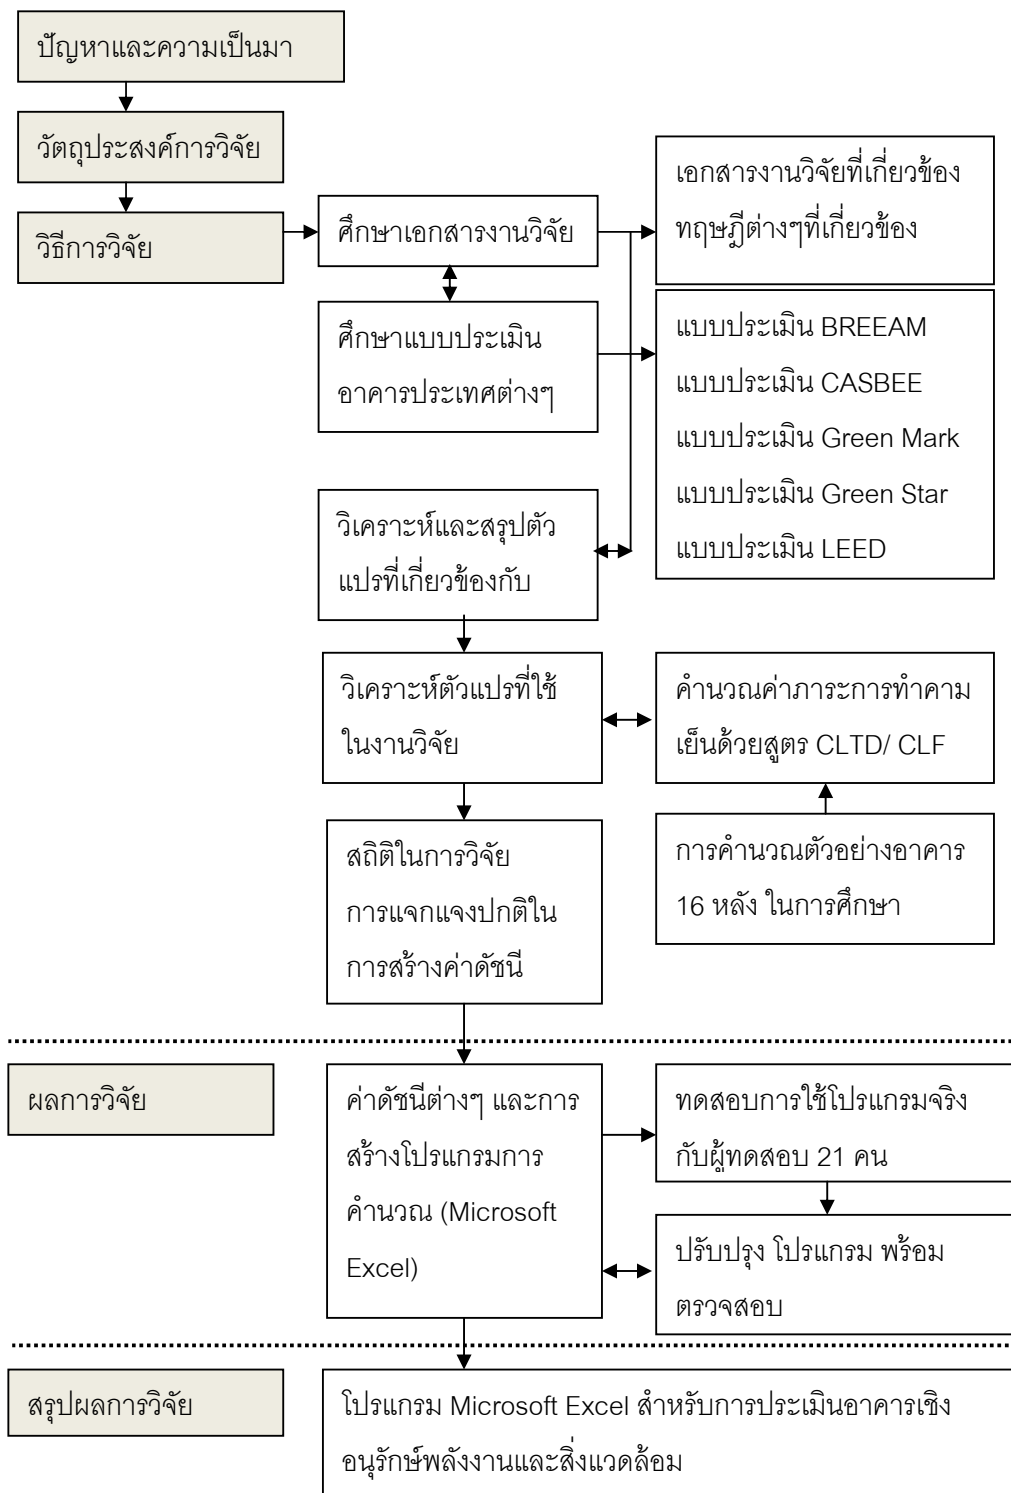 ปัญหาและความเป็นมา
วัตถุประสงค์การวิจัย
วิธีการวิจัย
ศึกษาเอกสารงานวิจัย
เอกสารงานวิจัยที่เกี่ยวข้อง
ทฤษฎีต่างๆที่เกี่ยวข้อง
ศึกษาแบบประเมิน
อาคารประเทศต่างๆ
แบบประเมิน BREEAM
แบบประเมิน CASBEE
แบบประเมิน Green Mark
แบบประเมิน Green Star
แบบประเมิน LEED
วิเคราะห์และสรุปตัว
แปรที่เกี่ยวข้องกับ
วิเคราะห์ตัวแปรที่ใช้
ในงานวิจัย
คำนวณค่าภาระการทำคาม
เย็นด้วยสูตร CLTD/ CLF
สถิติในการวิจัย
การแจกแจงปกติใน
การสร้างค่าดัชนี
การคำนวณตัวอย่างอาคาร
16 หลัง ในการศึกษา
ผลการวิจัย
ค่าดัชนีต่างๆ และการ
สร้างโปรแกรมการ
คำนวณ (Microsoft
Excel)
ทดสอบการใช้โปรแกรมจริง
กับผู้ทดสอบ 21 คน
ปรับปรุง โปรแกรม พร้อม
ตรวจสอบ
สรุปผลการวิจัย
โปรแกรม Microsoft Excel สำหรับการประเมินอาคารเชิง
อนุรักษ์พลังงานและสิ่งแวดล้อม